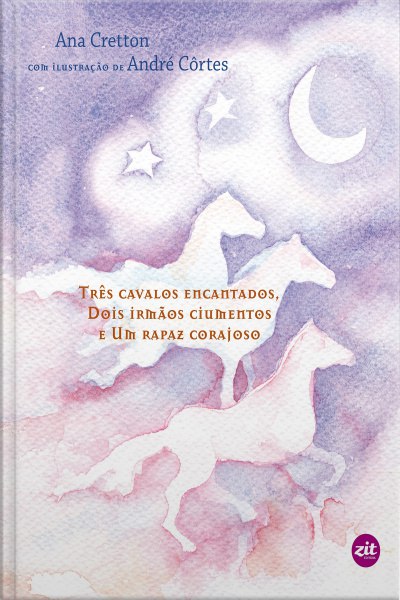 Ana Cretton
COM ILUSTRAÇÃO DE André Côrtes
TRÊS CAVALOS ENCANTADOS,
DOIS IRMÃOS CIUMENTOS
E UM RAPAZ CORAJOSO
zit